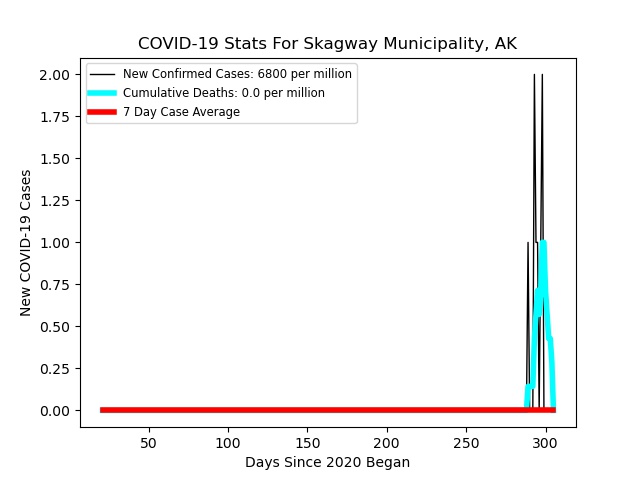 COVID-19 Stats For Skagway Municipality, AK
New Confirmed Cases: 6800 per million
Cumulative Deaths: 0.0 per million
7 Day Case Average
2.00
1.75
1.50
1.25
1.00
0.75
0.50
0.25
0.00
New COVID-19 Cases
50 100 150 200 250 300
Days Since 2020 Began